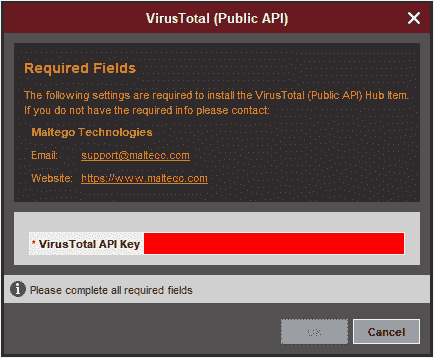 VirusTotal (Public API)
Required Fields
The following settings are required to install the VirusTotal (Public API) Hub Item.
If you do not have the required info please contact:
Maltego Technologies
Email: support@maltego.com
Website: https://www.maltego.com
* VirusTotal API Key
Please complete all required fields
OK
Cancel